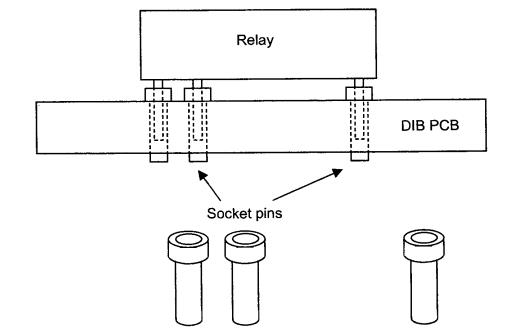 Relay
DIB PCB
Socket pins